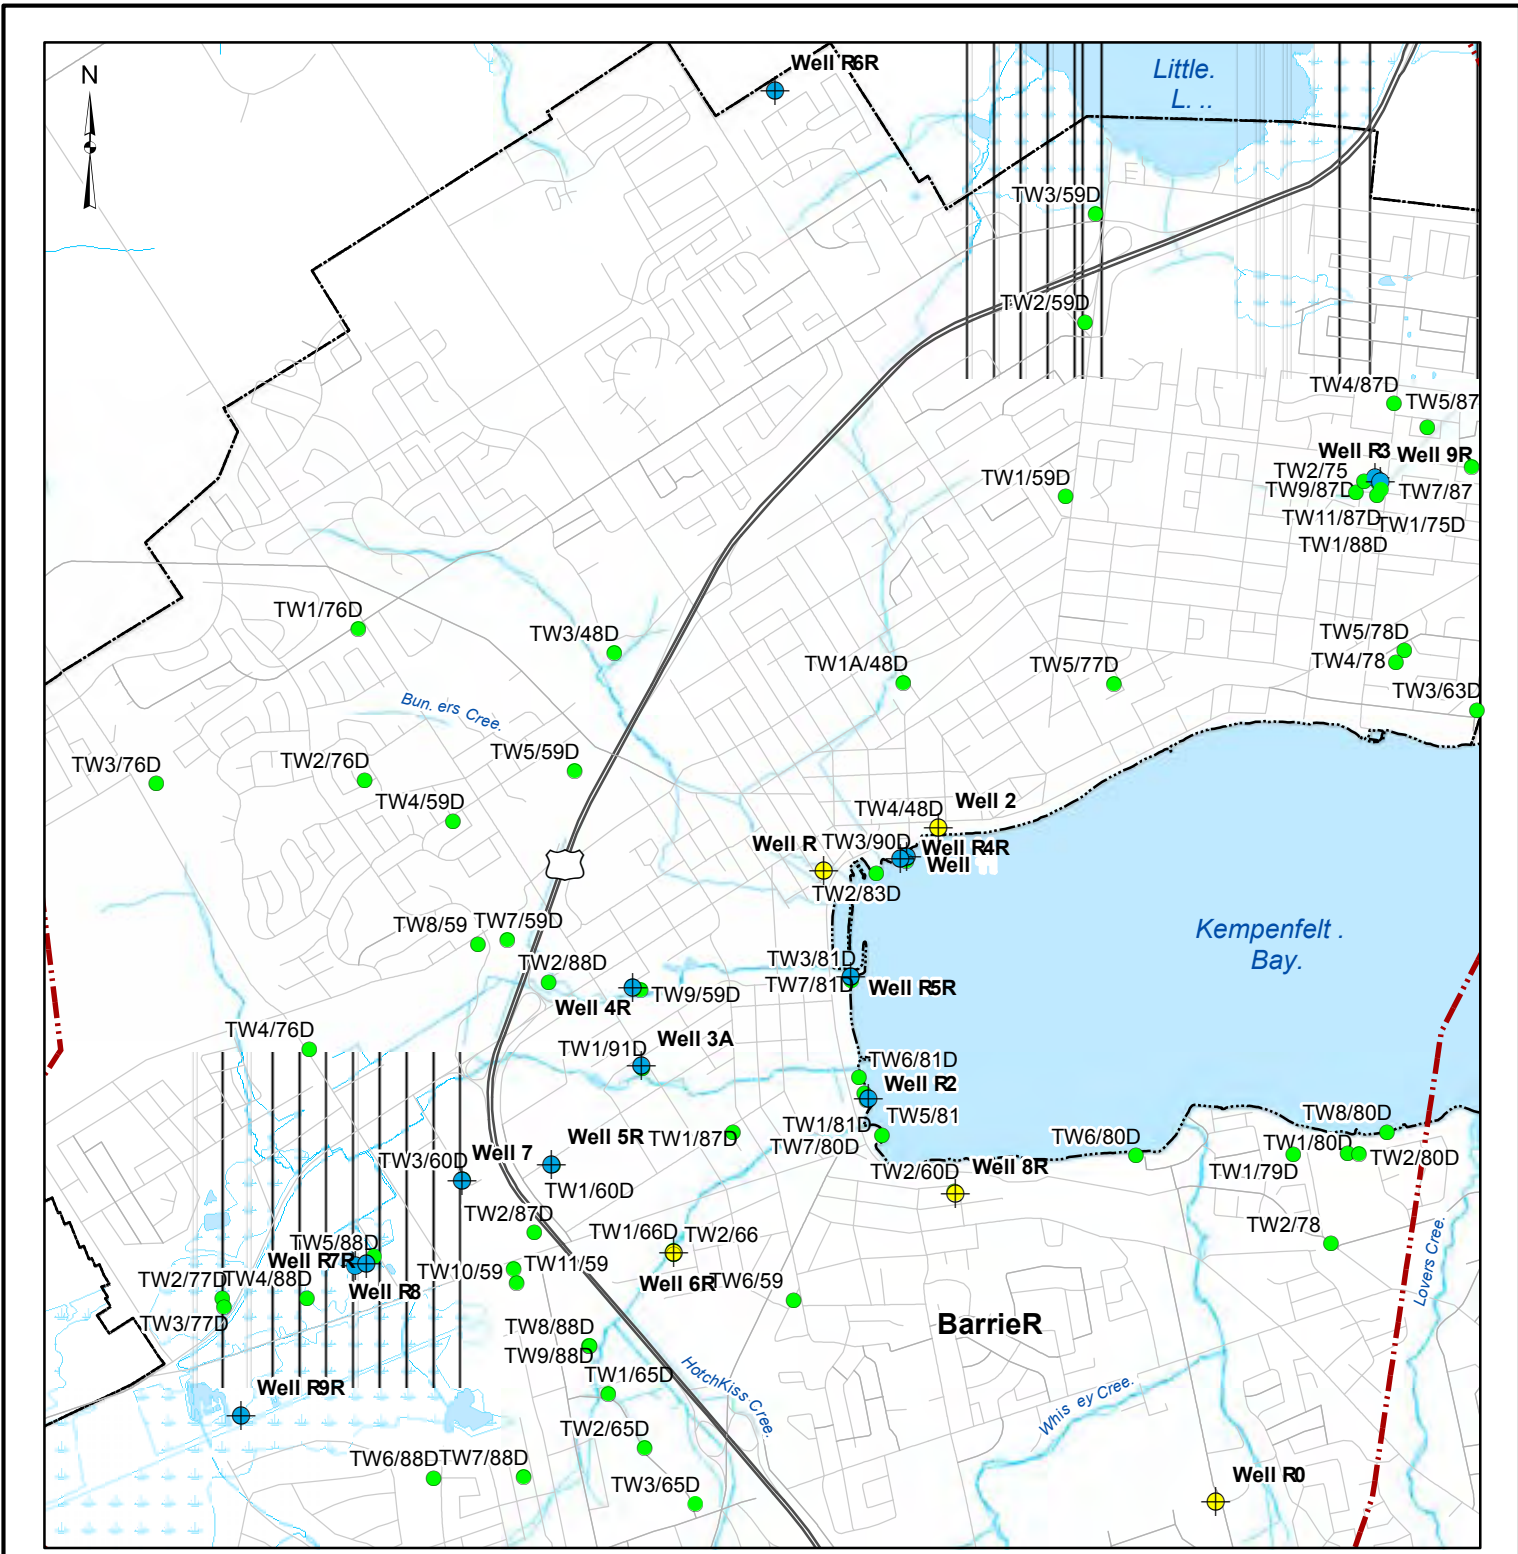 N
Well R6R
Little.
L. ..
TW3/59D
TW2/59D
TW4/87D
TW5/87
Well R3
Well 9R
TW2/75
TW9/87D
TW7/87
TW11/87D
TW1/75D
TW1/88D
TW1/59D
TW1/76D
TW3/48D
TW1A/48D
TW5/77D
TW5/78D
TW4/78
TW3/63D
Bun. ers Cree.
TW3/76D
TW2/76D
TW5/59D
TW4/59D
TW4/48D
Well 2
Well R
TW3/90D
Well R4R
Well
TW2/83D
Kempenfelt .
Bay.
TW8/59
TW7/59D
TW2/88D
TW3/81D
TW7/81D
Well R5R
Well 4R
TW9/59D
TW4/76D
TW1/91D
Well 3A
TW6/81D
Well R2
TW5/81
TW1/81D
TW7/80D
Well 5R
TW1/87D
TW6/80D
TW8/80D
TW1/80D
TW2/80D
TW1/79D
Well 7
TW3/60D
TW1/60D
TW2/60D
Well 8R
TW2/87D
TW1/66D
TW2/66
TW2/78
TW5/88D
Well R7R
Well R8
TW10/59
TW11/59
Well 6R
TW6/59
TW2/77D
TW4/88D
TW3/77D
Lovers Cree.
BarrieR
TW8/88D
TW9/88D
TW1/65D
HotchKiss Cree.
Whis ey Cree.
Well R9R
TW2/65D
TW6/88D
TW7/88D
TW3/65D
Well R0